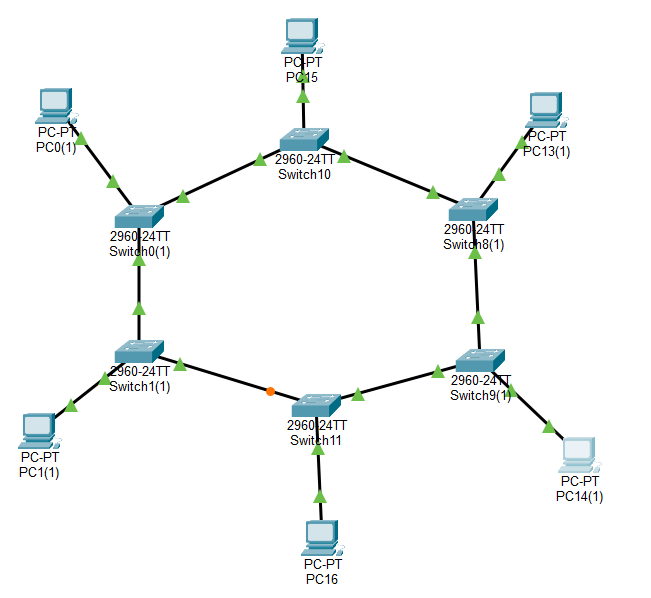 PC-PT
PC15
PC-PT
PC0(1)
PC-PT
PC13(1)
2960-24TT
Switch10
2960-24TT
Switch0(1)
2960-24TT
Switch8(1)
2960-24TT
Switch1(1)
2960-24TT
Switch9(1)
2960-24TT
Switch11
PC-PT
PC1(1)
PC-PT
PC14(1)
PC-PT
PC16